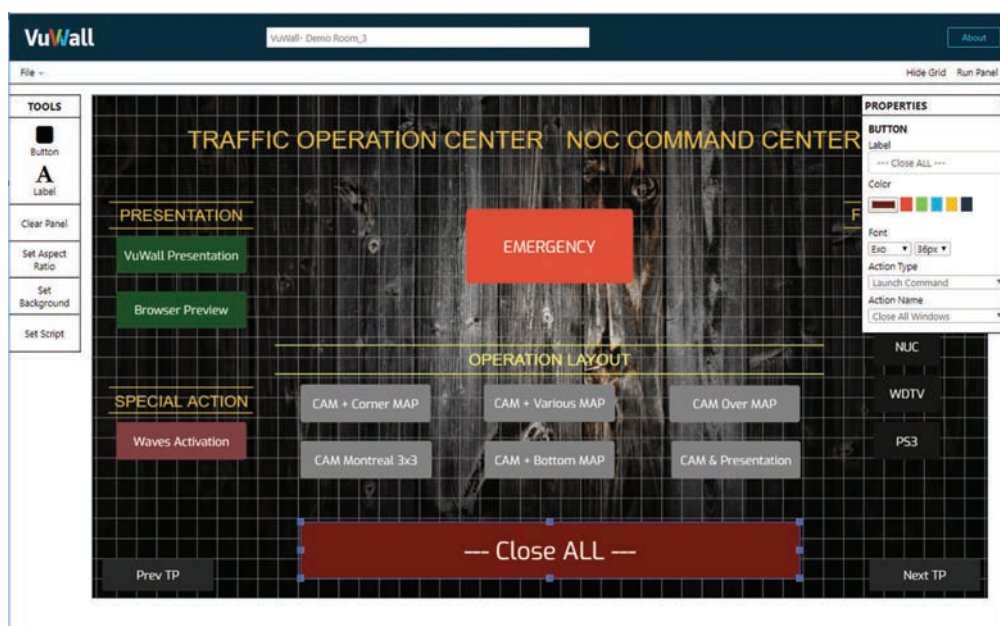 VuWall
VuWall- Demo Room_3
About
File
Hide Grid Run Panel
TOOLS
Button
A
Label
Clear Panel
Set Aspect
Ratio
Set
Background
Set Script
TRAFFIC OPERATION CENTER NOC COMMAND CENTER
PRESENTATION
VuWall Presentation
Browser Preview
EMERGENCY
F
OPERATION LAYOUT
SPECIAL ACTION
Waves Activation
CAM + Corner MAP
CAM + Various MAP
CAM Over MAP
CAM Montreal 3x3
CAM + Bottom MAP
CAM & Presentation
NUC
WDTV
PS3
--- Close ALL ---
Prev TP
Next TP
PROPERTIES
BUTTON
Label
--- Close ALL ---
Color
Font
Exo 36px
Action Type
Launch Command
Action Name
Close All Windows